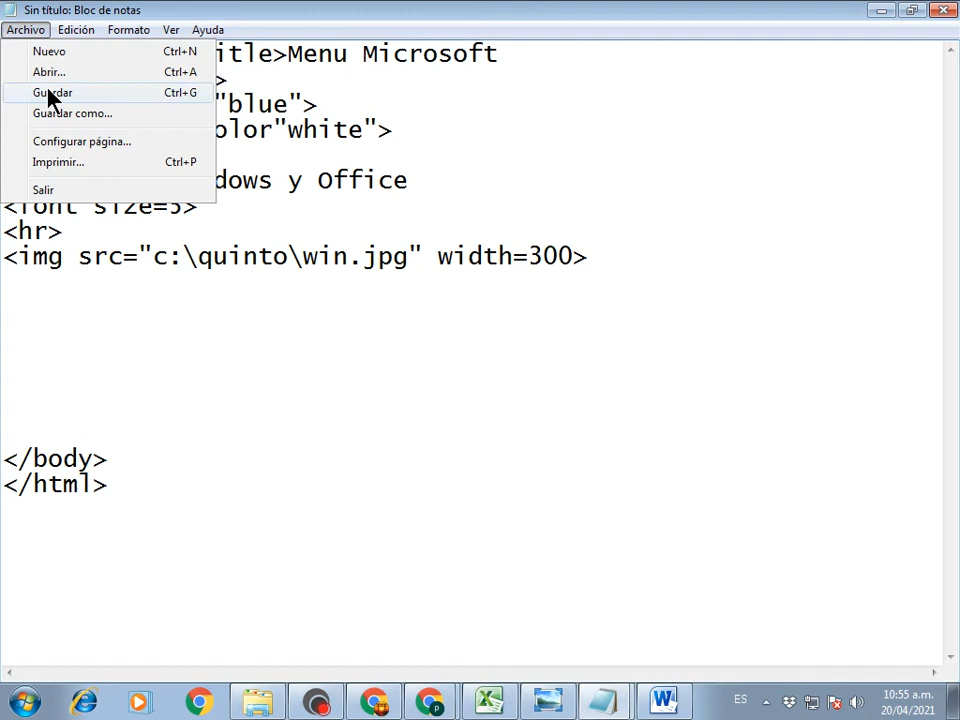 Sin título: Bloc de notas
Archivo Edición Formato Ver Ayuda
Nuevo Ctrl+N
Abrir... Ctrl+A
Guardar Ctrl+G
Guardar como...
Configurar página...
Imprimir... Ctrl+P
Salir
itle>Menu Microsoft
>
"blue">
olor"white">
dows y Office
<font size=5>
<hr>
<img src="c:\quinto\win.jpg" width=300>
</body>
</html>
ES
10:55 a.m.
20/04/2021